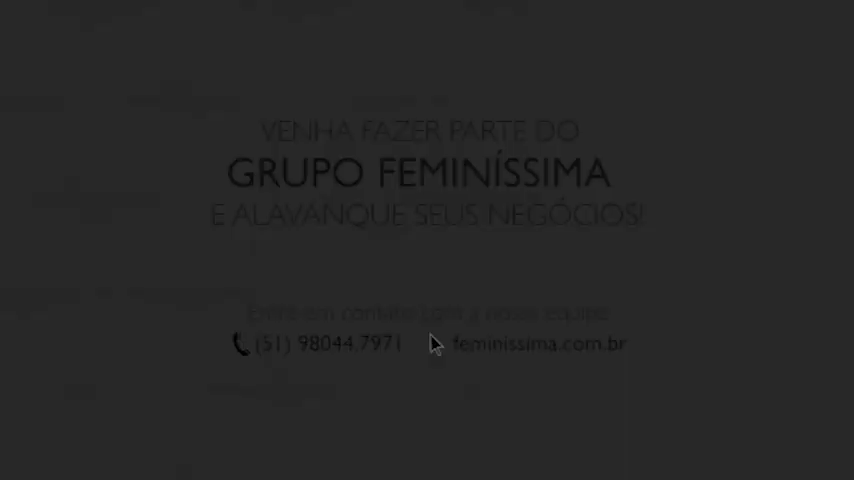 VENHA FAZER PARTE DO
GRUPO FEMINÍSSIMA
E ALAVANQUE SEUS NEGÓCIOS!
Entre em contato com a nossa equipe
(51) 98044.7971 feminissima.com.br